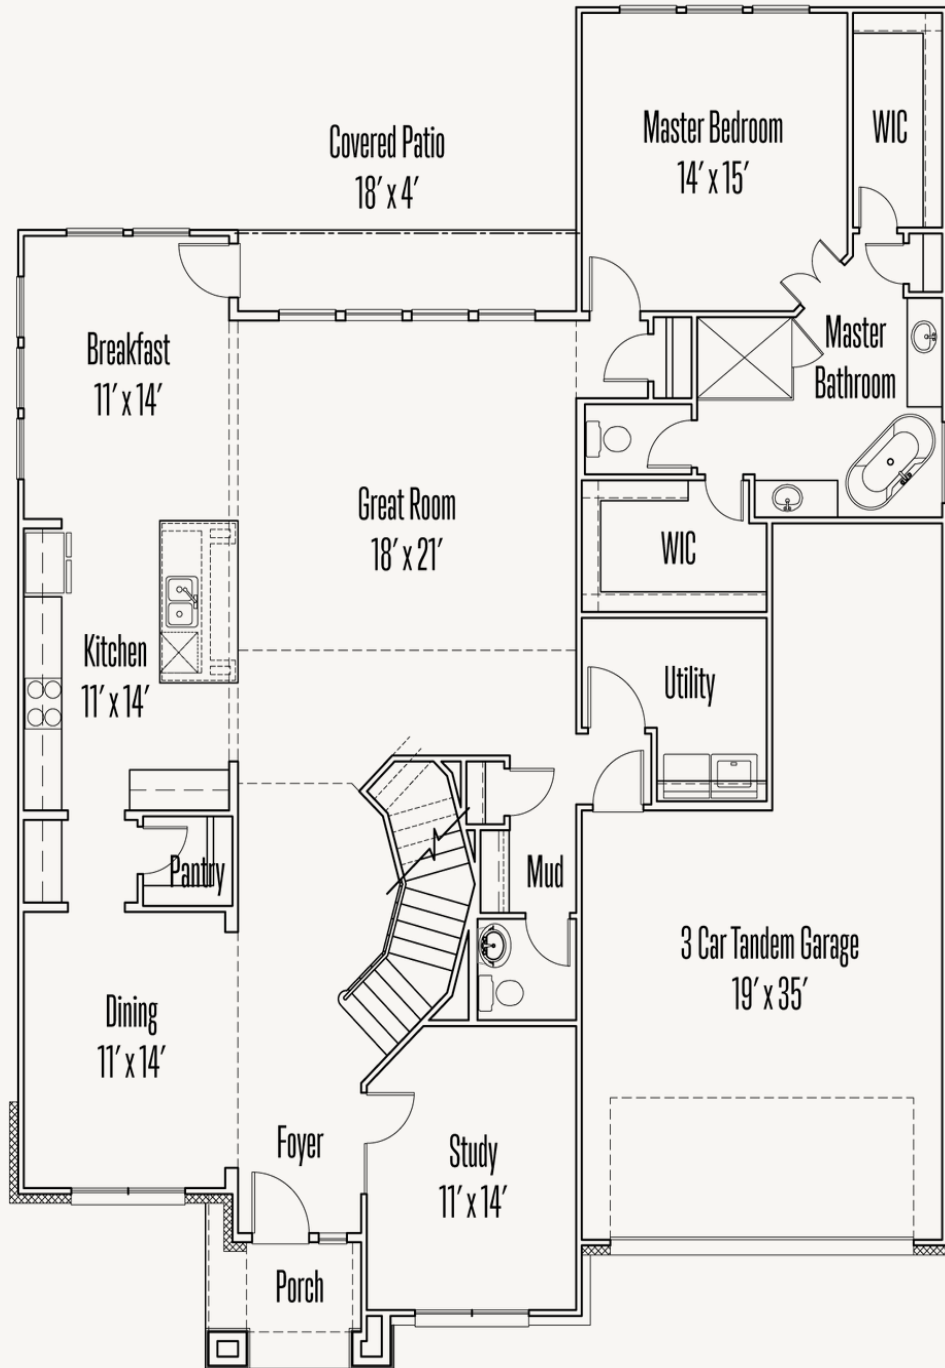 Covered Patio
18' x 4'
Master Bedroom
14' x 15'
WIC
Breakfast
11' x 14'
Master
Bathroom
Great Room
18' x 21'
WIC
Kitchen
11' x 14'
Utility
Pantry
Mud
3 Car Tandem Garage
19' x 35'
Dining
11' x 14'
Foyer
Study
11' x 14'
Porch